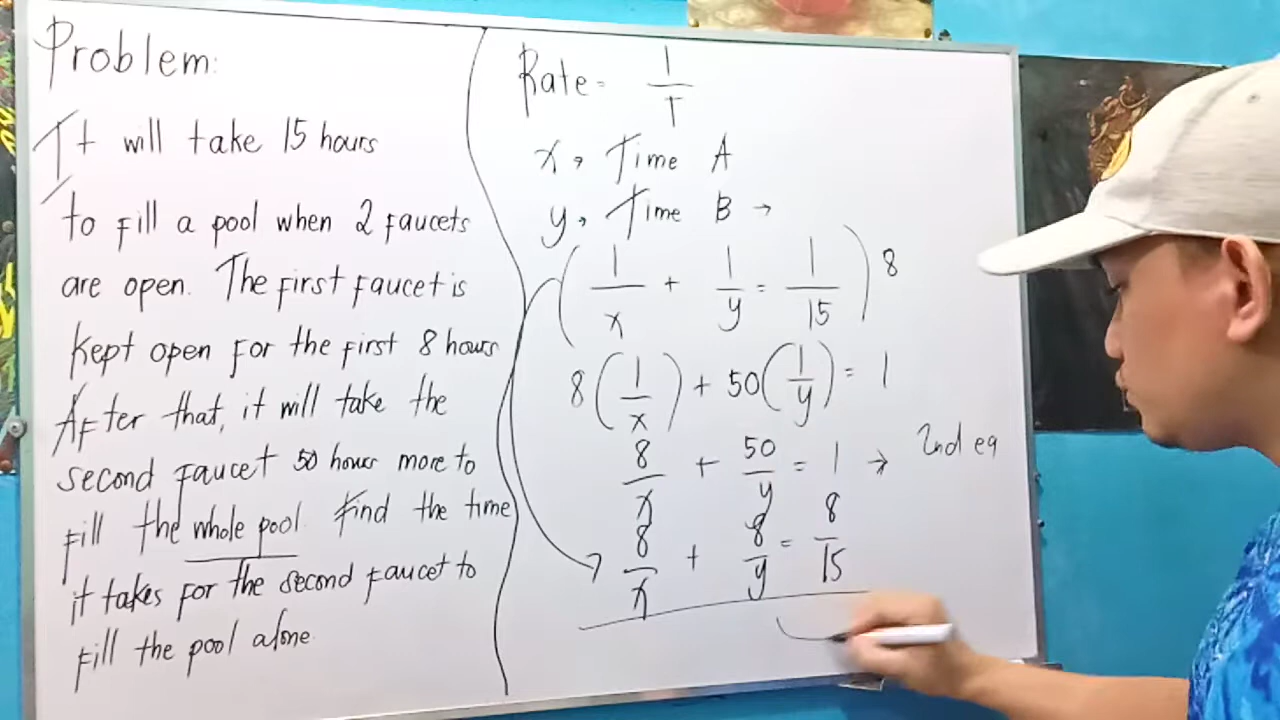 Problem:
It will take 15 hours
to fill a pool when 2 faucets
are open. The first faucet is
kept open for the first 8 hours
After that, it will take the
second faucet 50 hours more to
fill the whole pool. Find the time
it takes for the second faucet to
fill the pool alone.
Rate = 1/T
x, Time A
y, Time B →
(1/x + 1/y = 1/15) 8
8(1/x) + 50(1/y) = 1
8/x + 50/y = 1 → 2nd eq
8/x + 8/y = 8/15